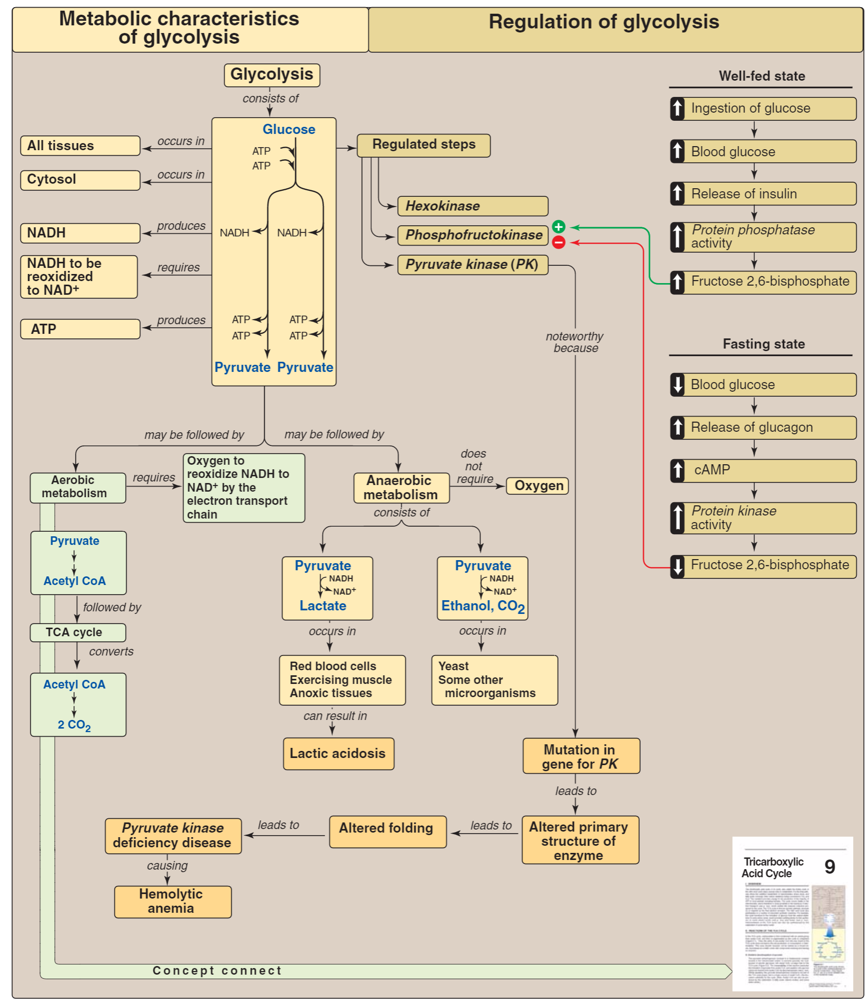 Metabolic characteristics
of glycolysis
Regulation of glycolysis
Glycolysis
consists of
Glucose
ATP
ATP
NADH
NADH
ATP
ATP
ATP
ATP
Pyruvate
Pyruvate
occurs in
All tissues
occurs in
Cytosol
produces
NADH
requires
NADH to be
reoxidized
to NAD+
produces
ATP
Regulated steps
Hexokinase
Phosphofructokinase
+
−
Pyruvate kinase (PK)
noteworthy
because
Well-fed state
Ingestion of glucose
Blood glucose
Release of insulin
Protein phosphatase
activity
Fructose 2,6-bisphosphate
Fasting state
Blood glucose
Release of glucagon
cAMP
Protein kinase
activity
Fructose 2,6-bisphosphate
may be followed by
may be followed by
Aerobic
metabolism
requires
Oxygen to
reoxidize NADH to
NAD+ by the
electron transport
chain
Anaerobic
metabolism
does
not
require
Oxygen
consists of
Pyruvate
Acetyl CoA
followed by
TCA cycle
converts
Acetyl CoA
2 CO2
Pyruvate
NADH
NAD+
Lactate
occurs in
Red blood cells
Exercising muscle
Anoxic tissues
can result in
Lactic acidosis
Pyruvate
NADH
NAD+
Ethanol, CO2
occurs in
Yeast
Some other
microorganisms
Mutation in
gene for PK
leads to
Altered primary
structure of
enzyme
leads to
Altered folding
leads to
Pyruvate kinase
deficiency disease
causing
Hemolytic
anemia
Concept connect
Tricarboxylic
Acid Cycle
9